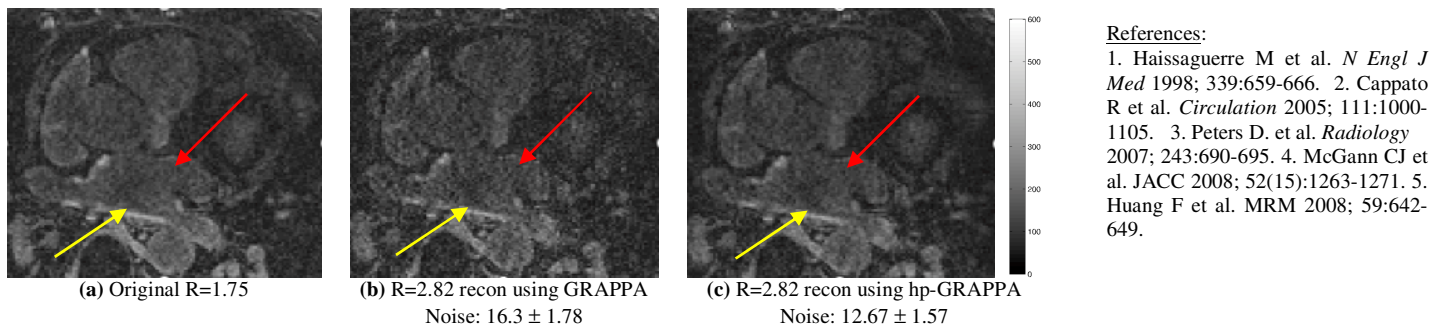 600
500
400
300
200
100
0
(a) Original R=1.75
(b) R=2.82 recon using GRAPPA
Noise: 16.3 ± 1.78
(c) R=2.82 recon using hp-GRAPPA
Noise: 12.67 ± 1.57
References:
1. Haissaguerre M et al. N Engl J
Med 1998; 339:659-666. 2. Cappato
R et al. Circulation 2005; 111:1000-
1105. 3. Peters D. et al. Radiology
2007; 243:690-695. 4. McGann CJ et
al. JACC 2008; 52(15):1263-1271. 5.
Huang F et al. MRM 2008; 59:642-
649.